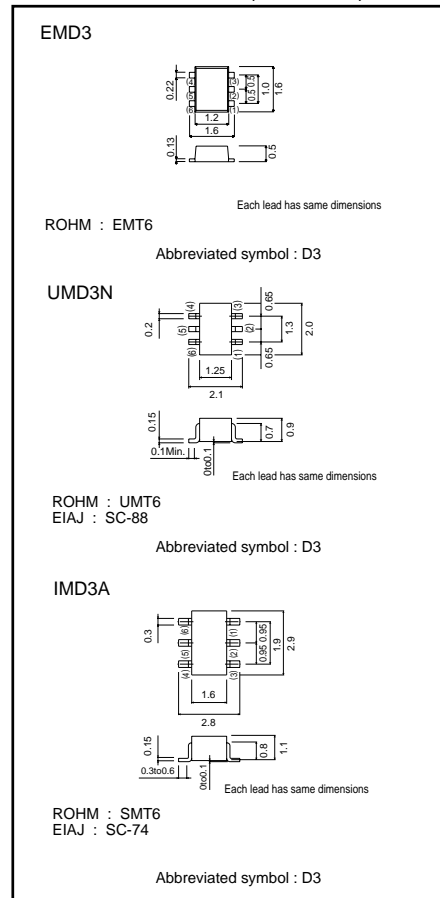 EMD3
0.22
(4)
(3)
(5)
(2)
(6)
(1)
0.5 0.5
1.0
1.6
1.2
1.6
0.13
0.5
Each lead has same dimensions
ROHM : EMT6
Abbreviated symbol : D3
UMD3N
(4)
(3)
0.65
0.2
(5)
(2)
1.3
2.0
(6)
(1)
0.65
1.25
2.1
0.15
0.7
0.9
0.1Min.
0to0.1
Each lead has same dimensions
ROHM : UMT6
EIAJ : SC-88
Abbreviated symbol : D3
IMD3A
0.3
(6)
(1)
0.95 0.95
1.9
2.9
(5)
(2)
(4)
(3)
1.6
2.8
0.15
0.8
1.1
0.3to0.6
0to0.1
Each lead has same dimensions
ROHM : SMT6
EIAJ : SC-74
Abbreviated symbol : D3